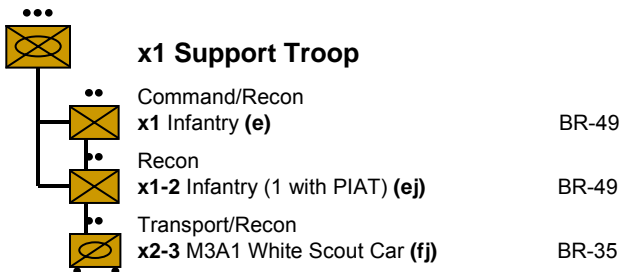 x1 Support Troop
Command/Recon
x1 Infantry (e) BR-49
Recon
x1-2 Infantry (1 with PIAT) (ej) BR-49
Transport/Recon
x2-3 M3A1 White Scout Car (fj) BR-35